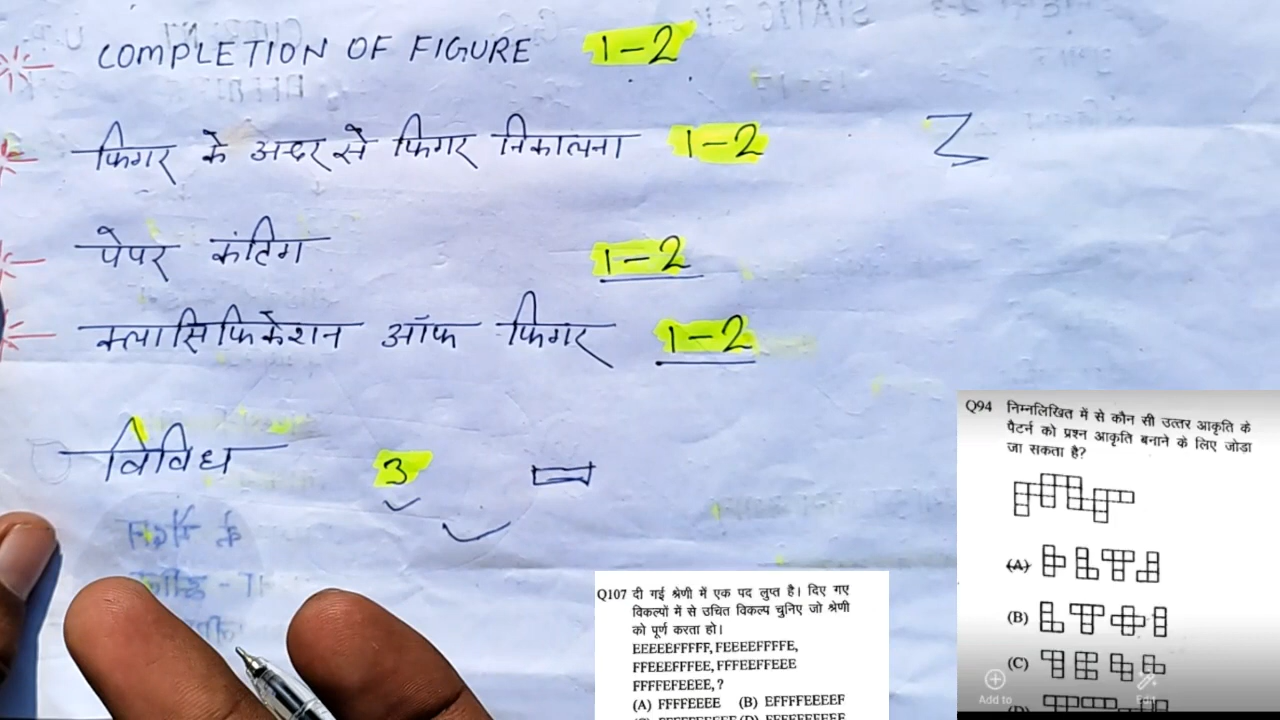 COMPLETION OF FIGURE 1-2
फिगर के अन्दर से फिगर निकालना 1-2
पेपर कंटिग 1-2
क्लासिफिकेशन ऑफ फिगर 1-2
विविध 3
Q94 निम्नलिखित में से कौन सी उत्तर आकृति के
पैटर्न को प्रश्न आकृति बनाने के लिए जोडा
जा सकता है?
(A)
(B)
(C)
Add to
Q107 दी गई श्रेणी में एक पद लुप्त है। दिए गए
विकल्पों में से उचित विकल्प चुनिए जो श्रेणी
को पूर्ण करता हो।
EEEEEFFFFF, FEEEEFFFFE,
FFEEEFFFEE, FFFEEFFEEE
FFFFEFEEEE, ?
(A) FFFFEEEE (B) EFFFFEEEEF